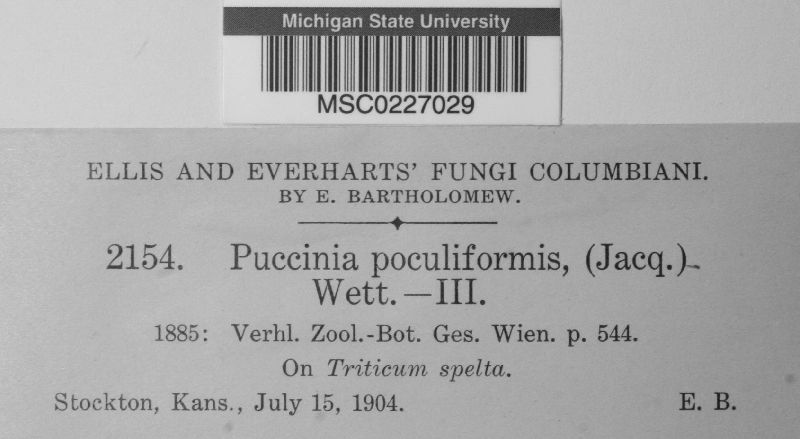 Michigan State University
MSC0227029
ELLIS AND EVERHARTS' FUNGI COLUMBIANI.
BY E. BARTHOLOMEW.
2154. Puccinia poculiformis, (Jacq.)
Wett.—III.
1885: Verhl. Zool.-Bot. Ges. Wien. p. 544.
On Triticum spelta.
Stockton, Kans., July 15, 1904. E. B.